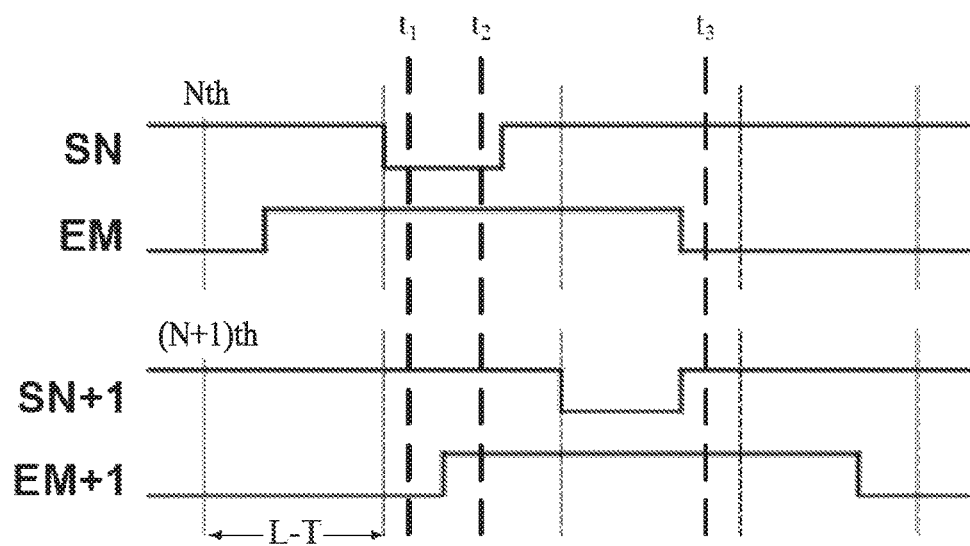 t₁ t₂ t₃
Nth
SN
EM
(N+1)th
SN+1
EM+1
L-T